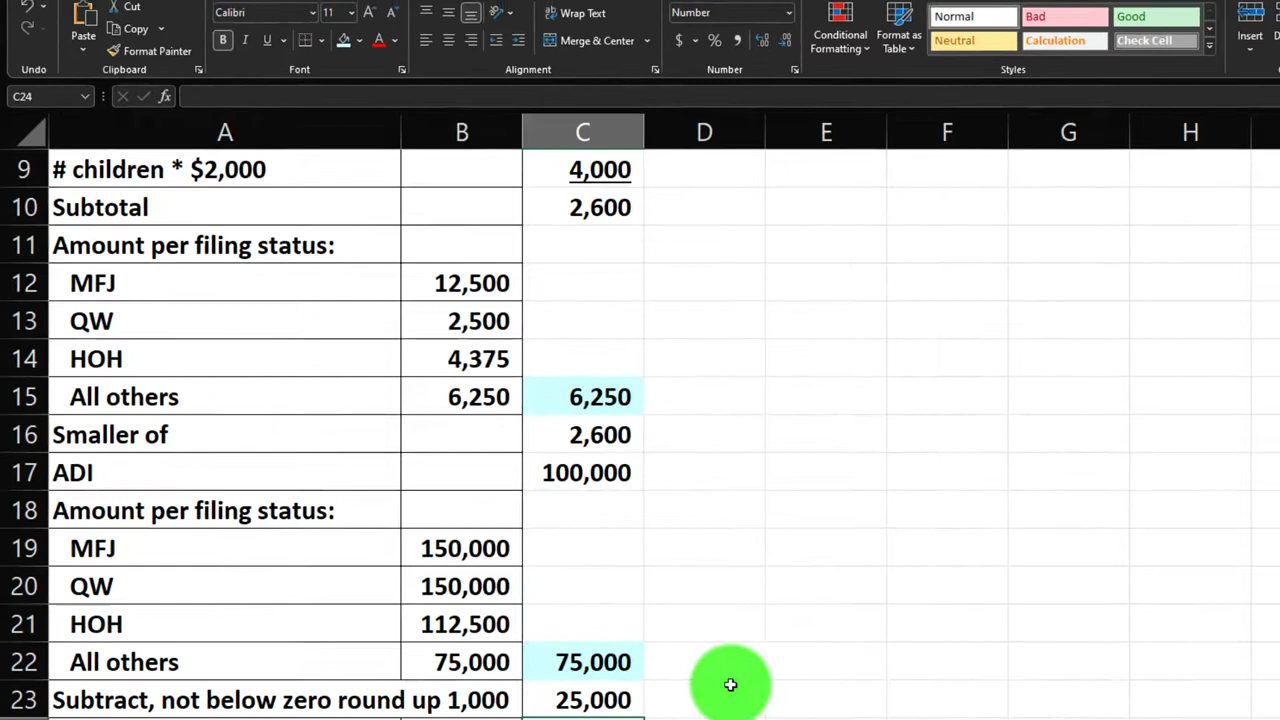 Cut
Calibri 11 A A
Wrap Text
Number
Normal Bad Good
Paste
Copy
B I U A
Merge & Center
$ %
Conditional
Formatting
Format as
Table
Neutral Calculation Check Cell
Insert
Format Painter
Undo Clipboard Font Alignment Number Styles
C24 fx
A B C D E F G H
9 # children * $2,000 4,000
10 Subtotal 2,600
11 Amount per filing status:
12 MFJ 12,500
13 QW 2,500
14 HOH 4,375
15 All others 6,250 6,250
16 Smaller of 2,600
17 ADI 100,000
18 Amount per filing status:
19 MFJ 150,000
20 QW 150,000
21 HOH 112,500
22 All others 75,000 75,000
23 Subtract, not below zero round up 1,000 25,000